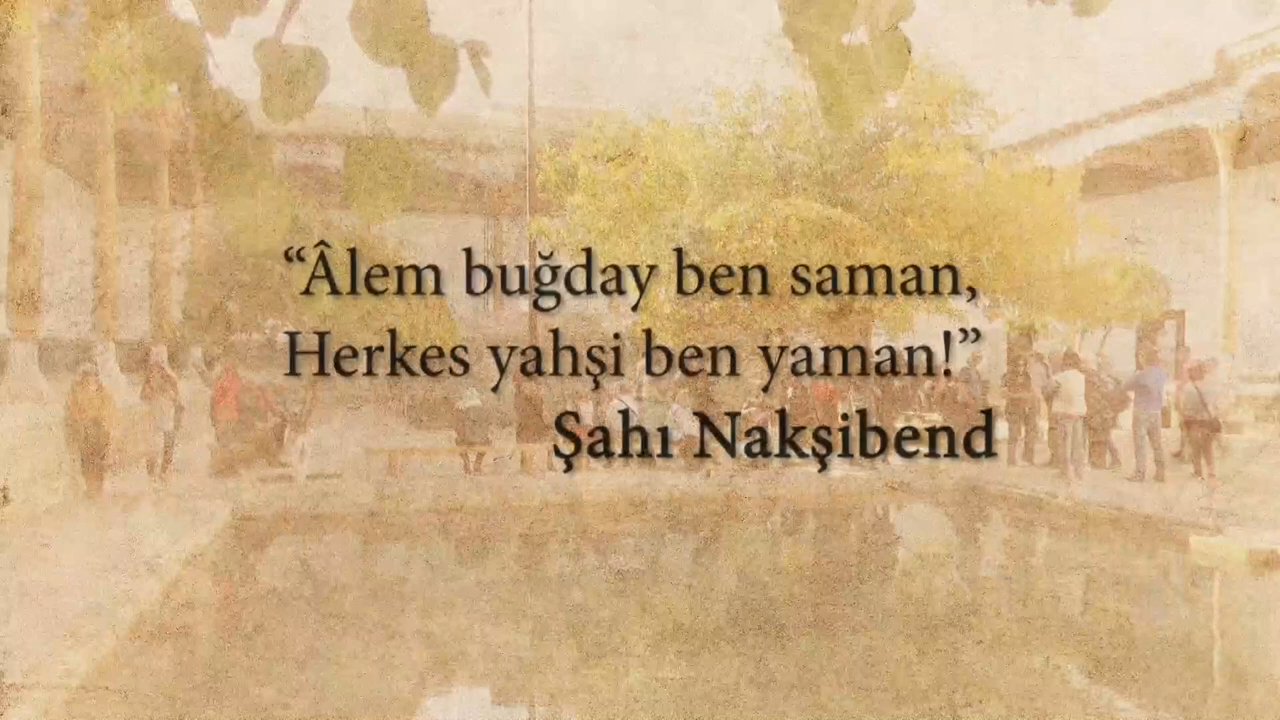 “Âlem buğday ben saman,
Herkes yahşi ben yaman!”
Şahı Nakşibend